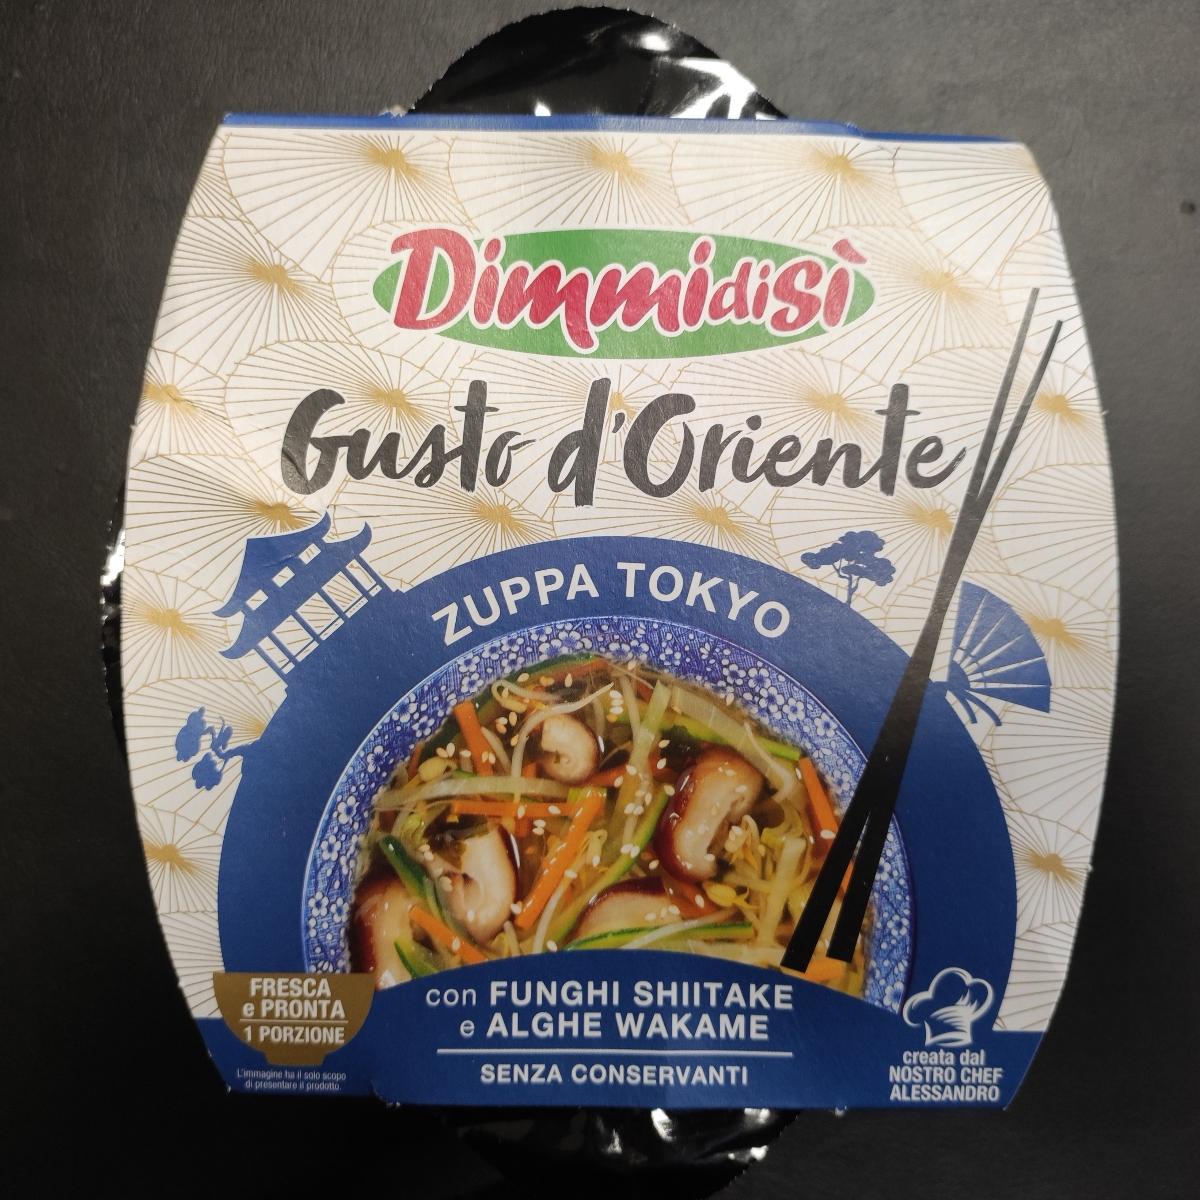 Dimmidisì
Gusto d'Oriente
ZUPPA TOKYO
con FUNGHI SHIITAKE
e ALGHE WAKAME
SENZA CONSERVANTI
FRESCA
e PRONTA
1 PORZIONE
L'immagine ha il solo scopo
di presentare il prodotto.
creata dal
NOSTRO CHEF
ALESSANDRO